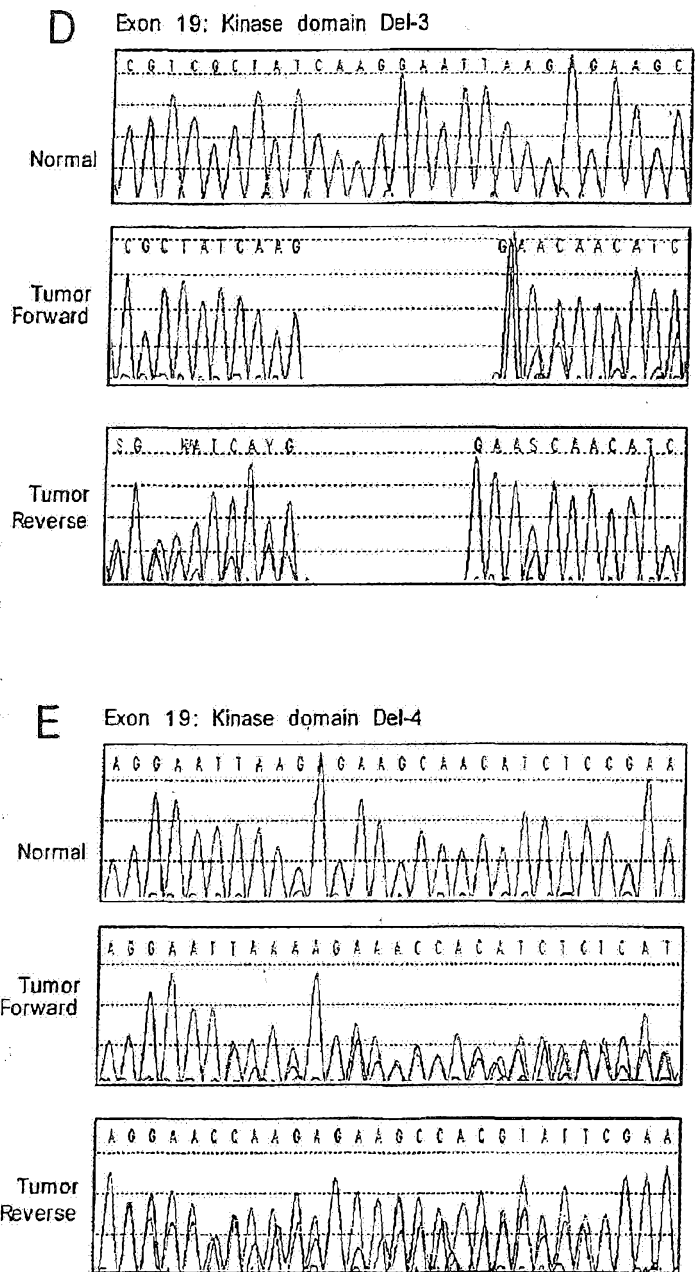 D Exon 19: Kinase domain Del-3
C G T C G C T A T C A A G G A A T T A A G A G A A G C
Normal
C G C T A T C A A G G A A C A A C A T C
Tumor
Forward
S G A T C A Y G G A A S C A A C A T C
Tumor
Reverse
E Exon 19: Kinase domain Del-4
A G G A A T T A A G A G A A G C A A C A T C T C C G A A
Normal
A G G A A T T A A A A G A A A C C A C A T C T C T C A T
Tumor
Forward
A G G A A C C A A G A G A A G C C A C G T A T T C G A A
Tumor
Reverse